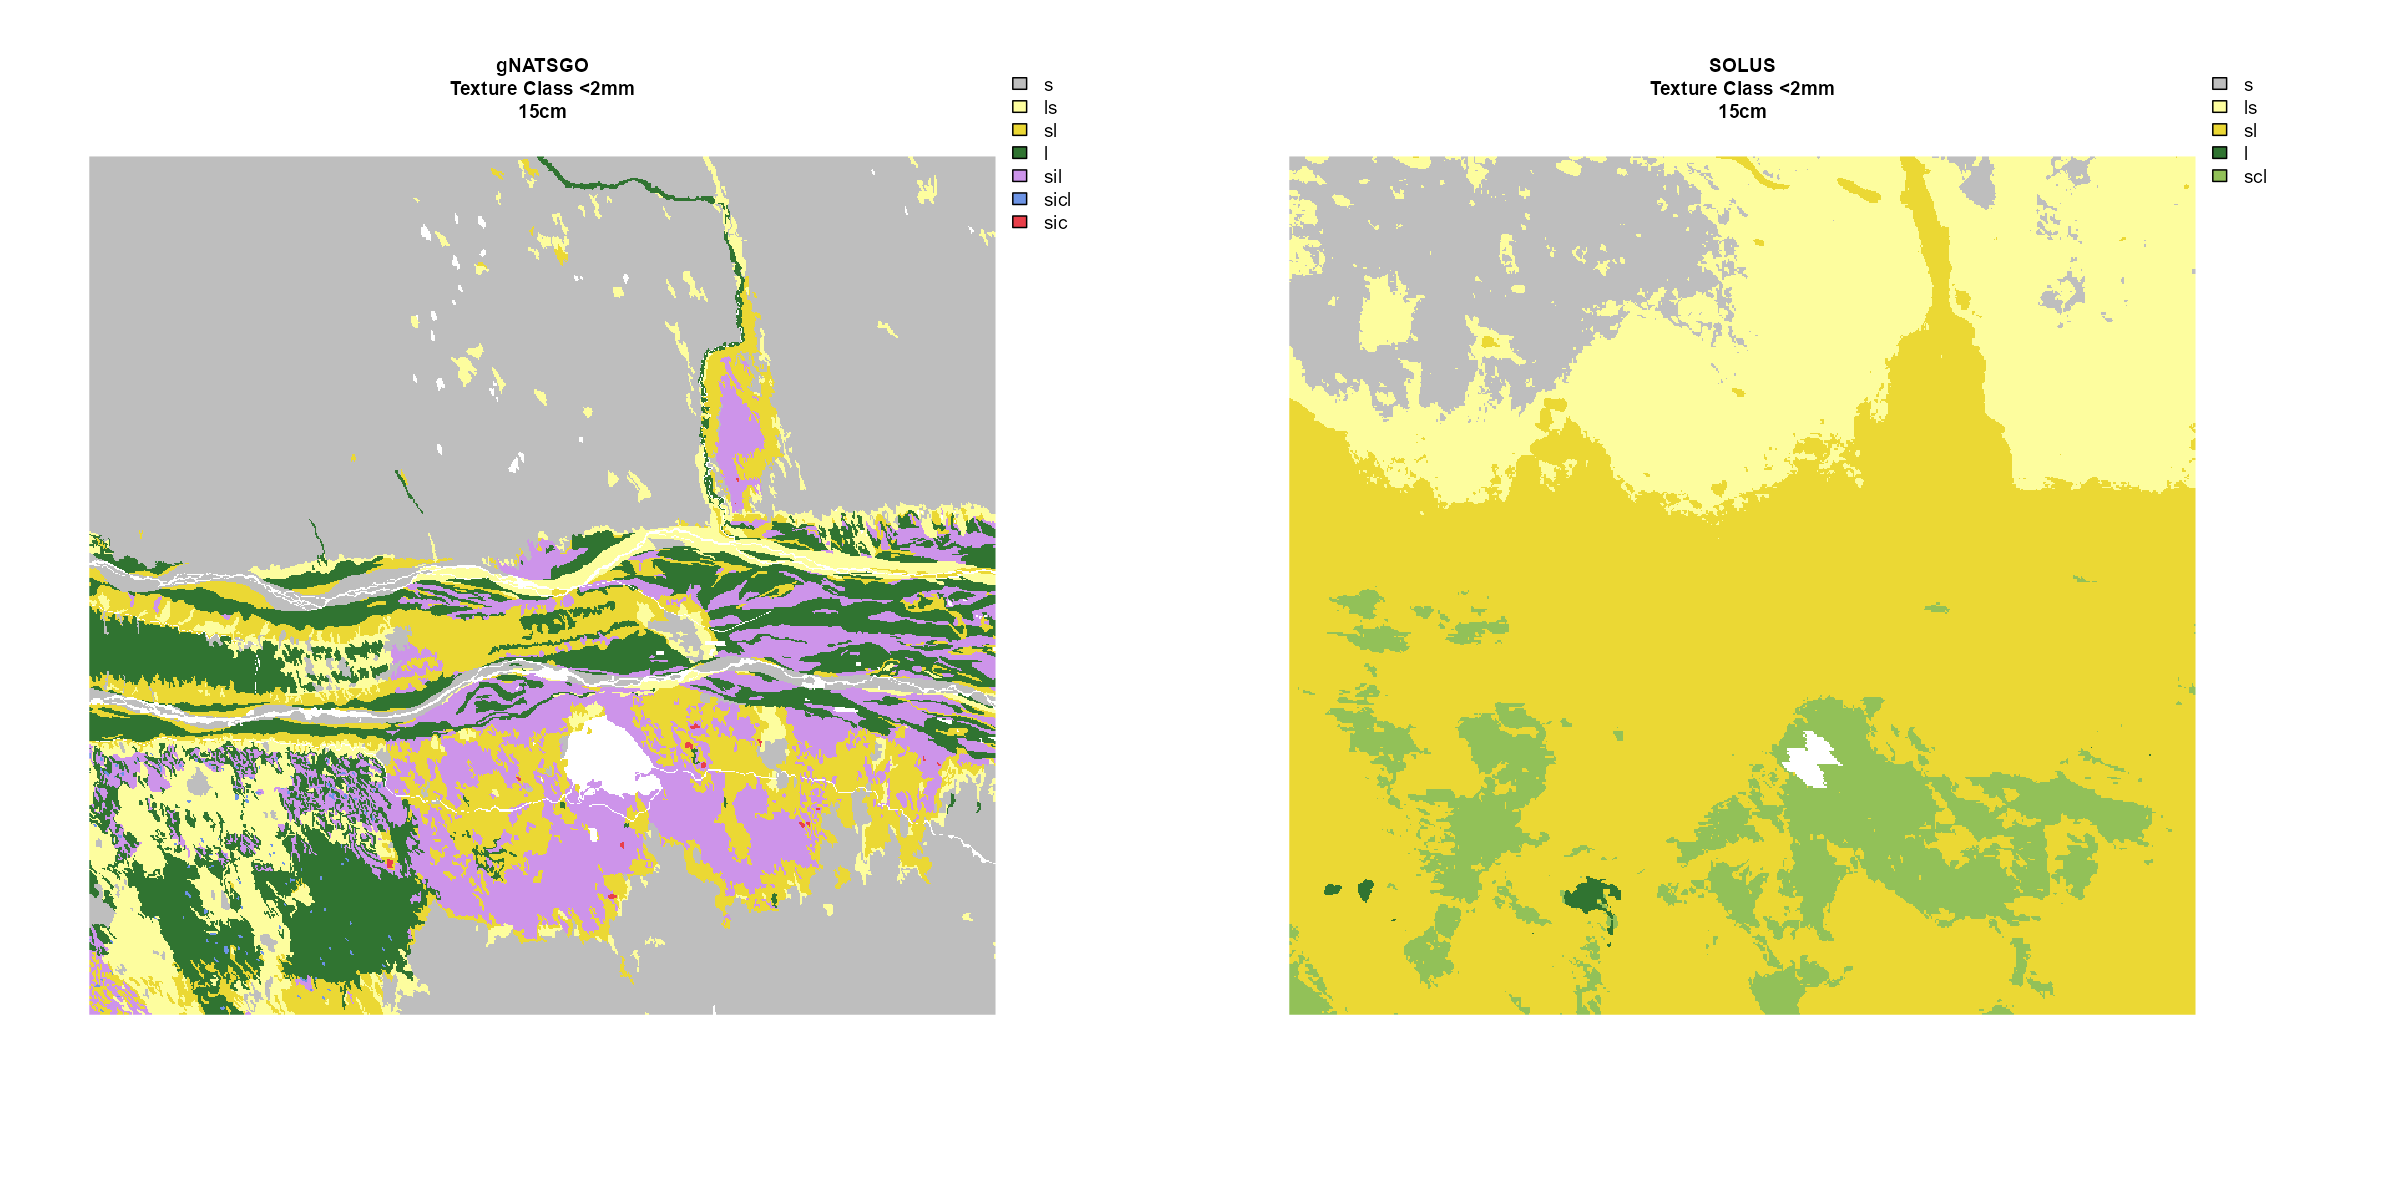 gNATSGO
Texture Class <2mm
15cm
s
ls
sl
l
sil
sicl
sic
SOLUS
Texture Class <2mm
15cm
s
ls
sl
l
scl